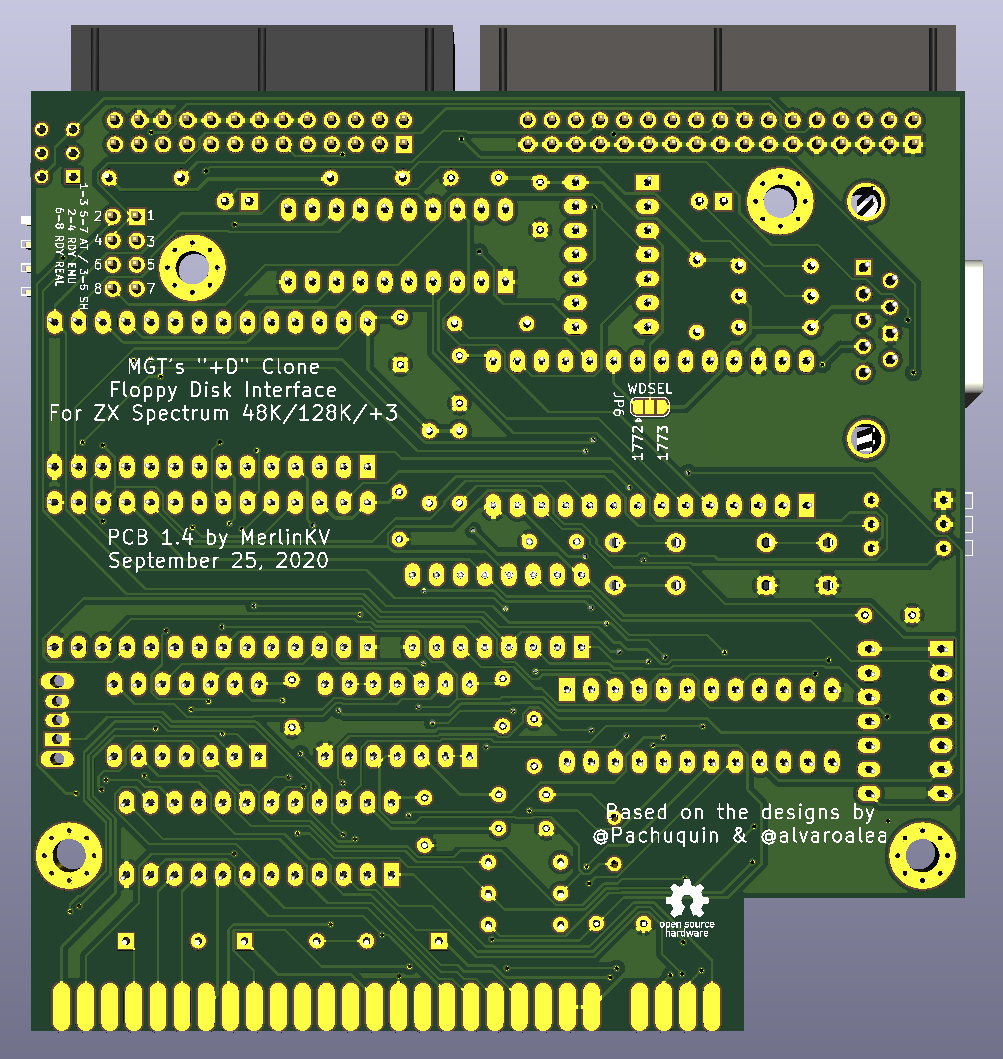 1-3 5-7 AT / 3-5 SH
2-4 RDY EMU
6-8 RDY REAL
2 1
4 3
6 5
8 7
MGT's "+D" Clone
Floppy Disk Interface
For ZX Spectrum 48K/128K/+3
WDSEL
JP6
1772
1773
PCB 1.4 by MerlinKV
September 25, 2020
Based on the designs by
@Pachuquin & @alvaroalea
open source
hardware